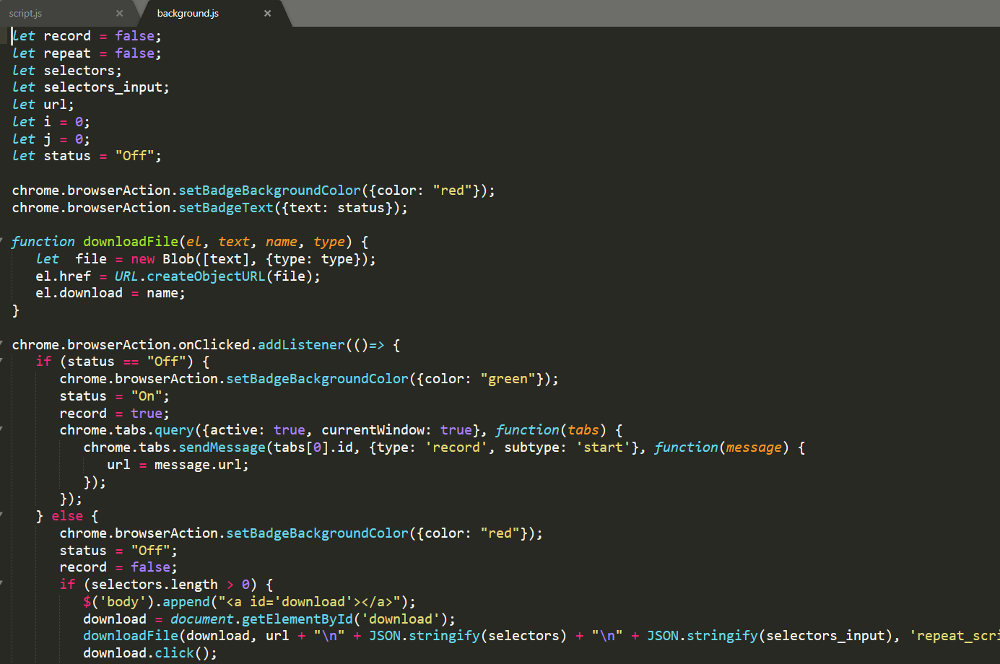 script.js × background.js ×
let record = false;
let repeat = false;
let selectors;
let selectors_input;
let url;
let i = 0;
let j = 0;
let status = "Off";

chrome.browserAction.setBadgeBackgroundColor({color: "red"});
chrome.browserAction.setBadgeText({text: status});

function downloadFile(el, text, name, type) {
   let  file = new Blob([text], {type: type});
   el.href = URL.createObjectURL(file);
   el.download = name;
}

chrome.browserAction.onClicked.addListener(()=> {
   if (status == "Off") {
      chrome.browserAction.setBadgeBackgroundColor({color: "green"});
      status = "On";
      record = true;
      chrome.tabs.query({active: true, currentWindow: true}, function(tabs) {
         chrome.tabs.sendMessage(tabs[0].id, {type: 'record', subtype: 'start'}, function(message) {
            url = message.url;
         });
      });
   } else {
      chrome.browserAction.setBadgeBackgroundColor({color: "red"});
      status = "Off";
      record = false;
      if (selectors.length > 0) {
         $('body').append("<a id='download'></a>");
         download = document.getElementById('download');
         downloadFile(download, url + "\n" + JSON.stringify(selectors) + "\n" + JSON.stringify(selectors_input), 'repeat_scri
         download.click();